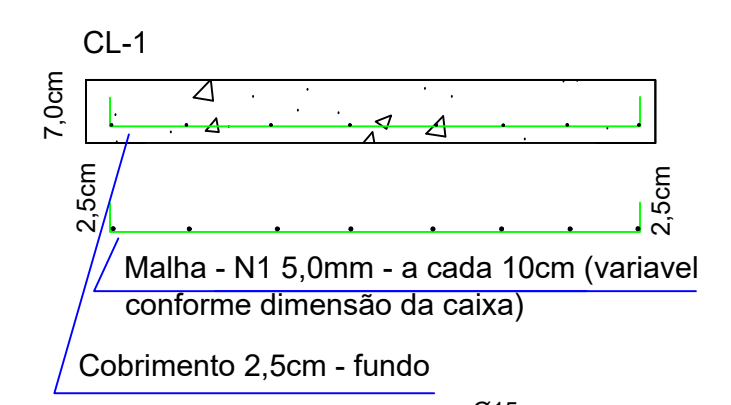 CL-1
7,0cm
2,5cm
2,5cm
Malha - N1 5,0mm - a cada 10cm (variavel
conforme dimensão da caixa)
Cobrimento 2,5cm - fundo